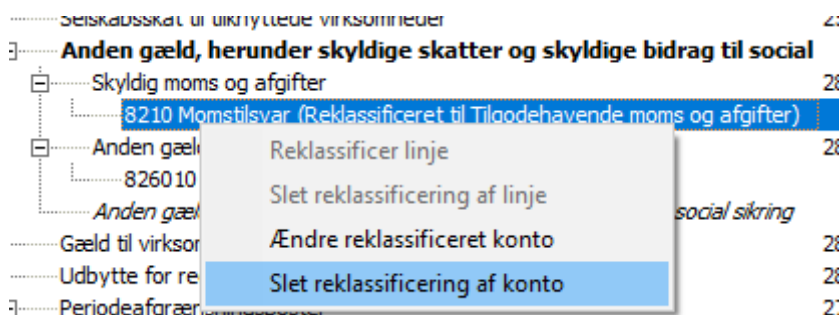 Selskabsskat til tilknyttede virksomheder
Anden gæld, herunder skyldige skatter og skyldige bidrag til social
Skyldig moms og afgifter 28
8210 Momstilsvar (Reklassificeret til Tilgodehavende moms og afgifter)
Anden gæl 28
826010
Anden gæl social sikring
Gæld til virksor 28
Udbytte for re 28
Periodeafgræn
Reklassificer linje
Slet reklassificering af linje
Ændre reklassificeret konto
Slet reklassificering af konto